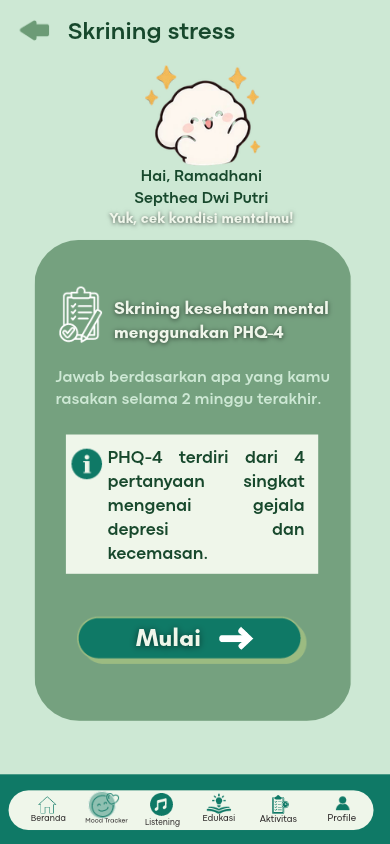 Skrining stress
Hai, Ramadhani
Septhea Dwi Putri
Yuk, cek kondisi mentalmu!
Skrining kesehatan mental
menggunakan PHQ-4
Jawab berdasarkan apa yang kamu
rasakan selama 2 minggu terakhir.
PHQ-4 terdiri dari 4
pertanyaan singkat
mengenai gejala
depresi dan
kecemasan.
Mulai
Beranda
Mood Tracker
Listening
Edukasi
Aktivitas
Profile